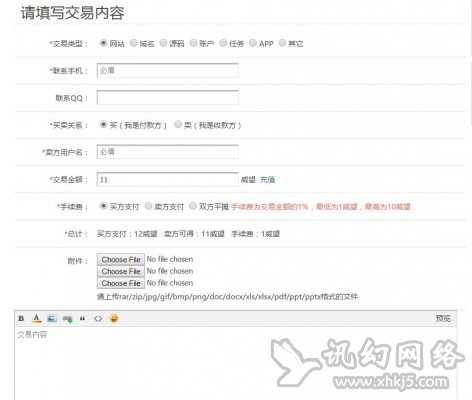 请填写交易内容
*交易类型： 网站 域名 源码 账户 任务 APP 其它
*联系手机： 必填
联系QQ：
*买卖关系： 买（我是付款方） 卖（我是收款方）
*卖方用户名： 必填
*交易金额： 11 威望 充值
*手续费： 买方支付 卖方支付 双方平摊 手续费为交易金额的1%，最低为1威望，最高为10威望
*总计： 买方支付：12威望 卖方可得：11威望 手续费：1威望
附件： Choose File No file chosen
Choose File No file chosen
Choose File No file chosen
请上传rar/zip/jpg/gif/bmp/png/doc/docx/xls/xlsx/pdf/ppt/pptx格式的文件
B A “ <> 预览
交易内容
讯幻网络
www.xhkj5.com